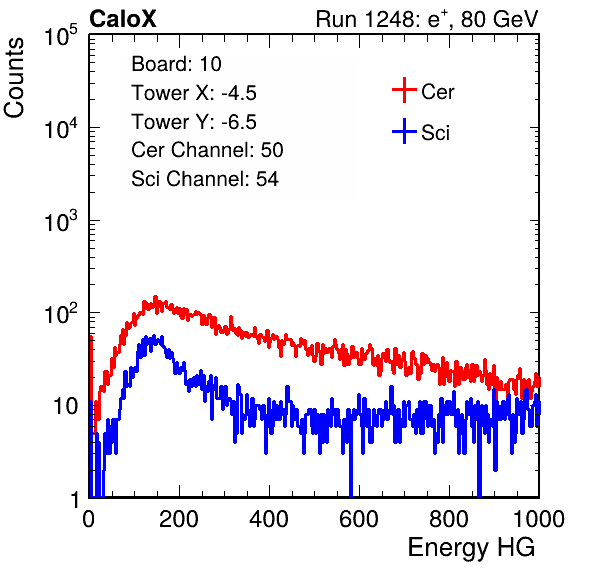 CaloX Run 1248: e⁺, 80 GeV
Counts
Board: 10
Tower X: -4.5
Tower Y: -6.5
Cer Channel: 50
Sci Channel: 54
Cer
Sci
10⁵
10⁴
10³
10²
10
1
0 200 400 600 800 1000
Energy HG